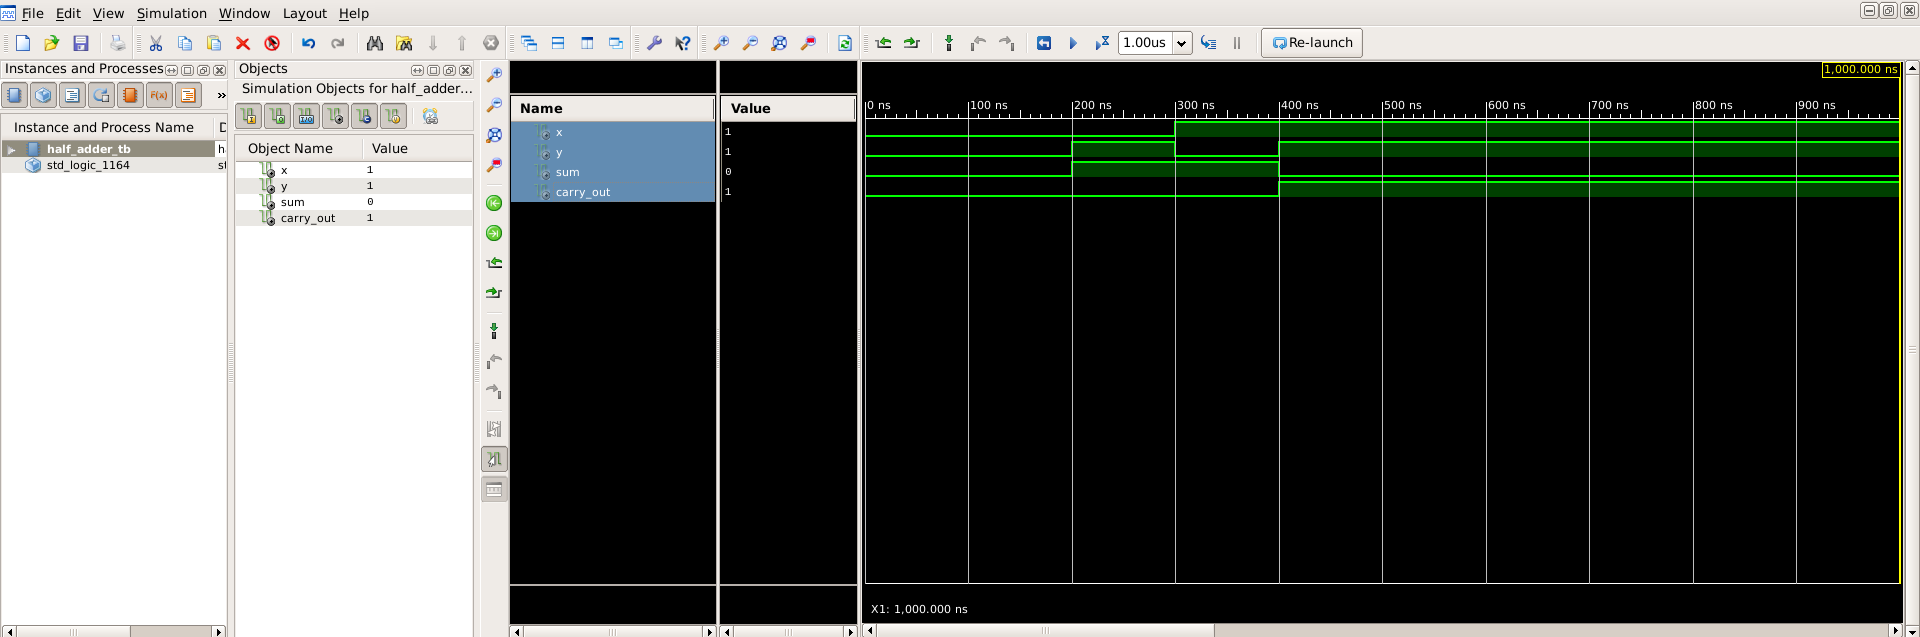 File Edit View Simulation Window Layout Help
1.00us Re-launch
Instances and Processes
Instance and Process Name
half_adder_tb
std_logic_1164
Objects
Simulation Objects for half_adder...
Object Name Value
x 1
y 1
sum 0
carry_out 1
Name Value
x 1
y 1
sum 0
carry_out 1
1,000.000 ns
0 ns 100 ns 200 ns 300 ns 400 ns 500 ns 600 ns 700 ns 800 ns 900 ns
X1: 1,000.000 ns